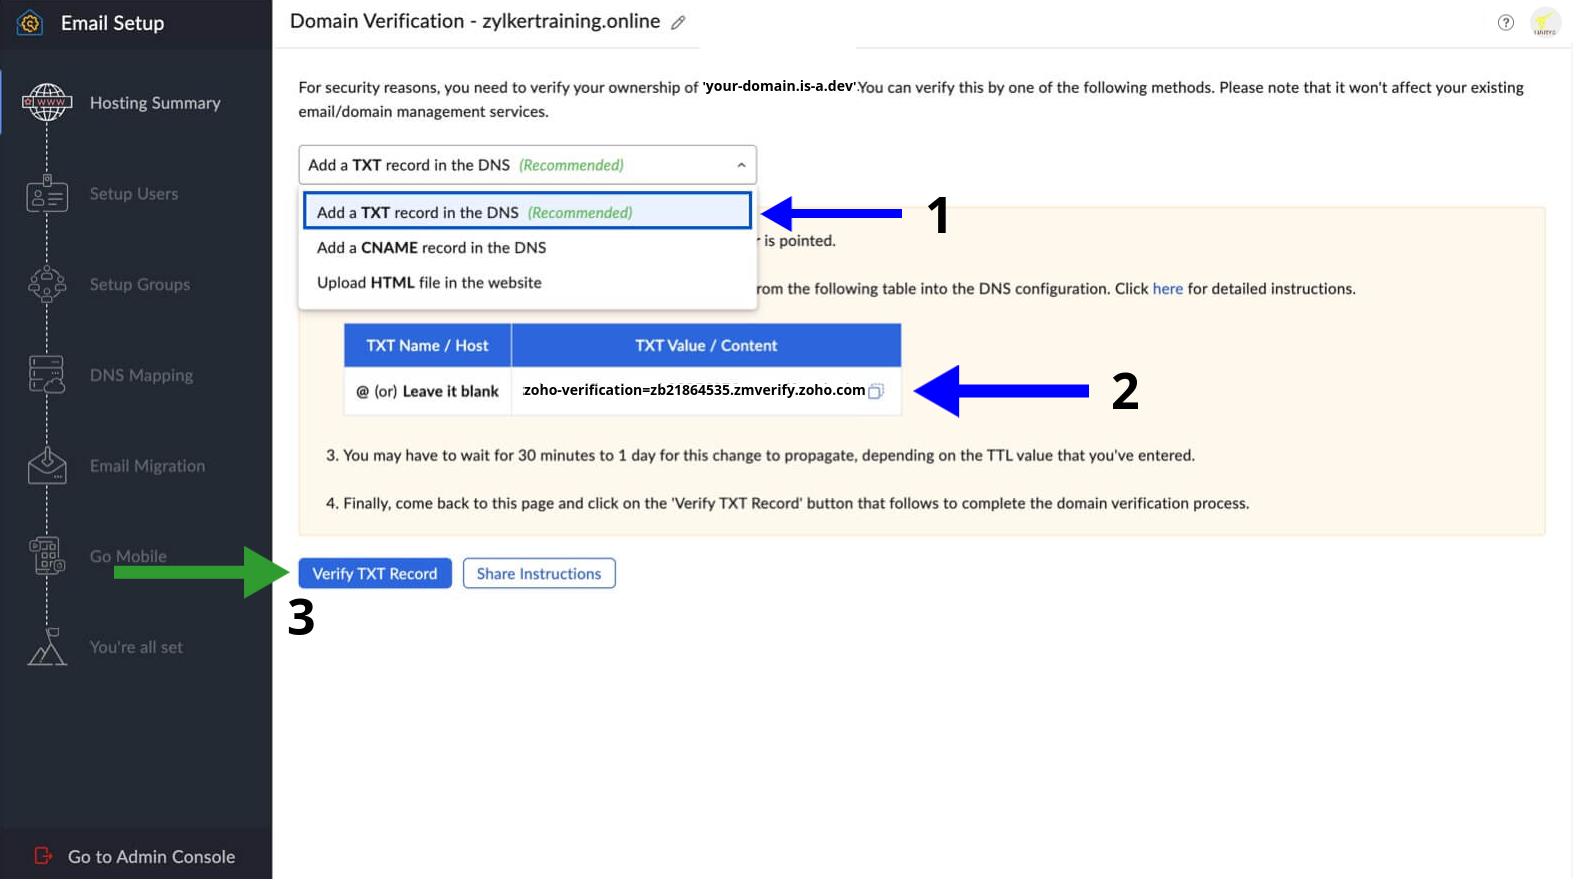 Email Setup
Domain Verification - zylkertraining.online
Hosting Summary
Setup Users
Setup Groups
DNS Mapping
Email Migration
Go Mobile
You're all set
Go to Admin Console
For security reasons, you need to verify your ownership of 'your-domain.is-a.dev'.You can verify this by one of the following methods. Please note that it won't affect your existing
email/domain management services.
Add a TXT record in the DNS (Recommended)
Add a TXT record in the DNS (Recommended)
1
Add a CNAME record in the DNS
is pointed.
Upload HTML file in the website
from the following table into the DNS configuration. Click here for detailed instructions.
TXT Name / Host
TXT Value / Content
@ (or) Leave it blank
zoho-verification=zb21864535.zmverify.zoho.com
2
3. You may have to wait for 30 minutes to 1 day for this change to propagate, depending on the TTL value that you've entered.
4. Finally, come back to this page and click on the 'Verify TXT Record' button that follows to complete the domain verification process.
Verify TXT Record
Share Instructions
3